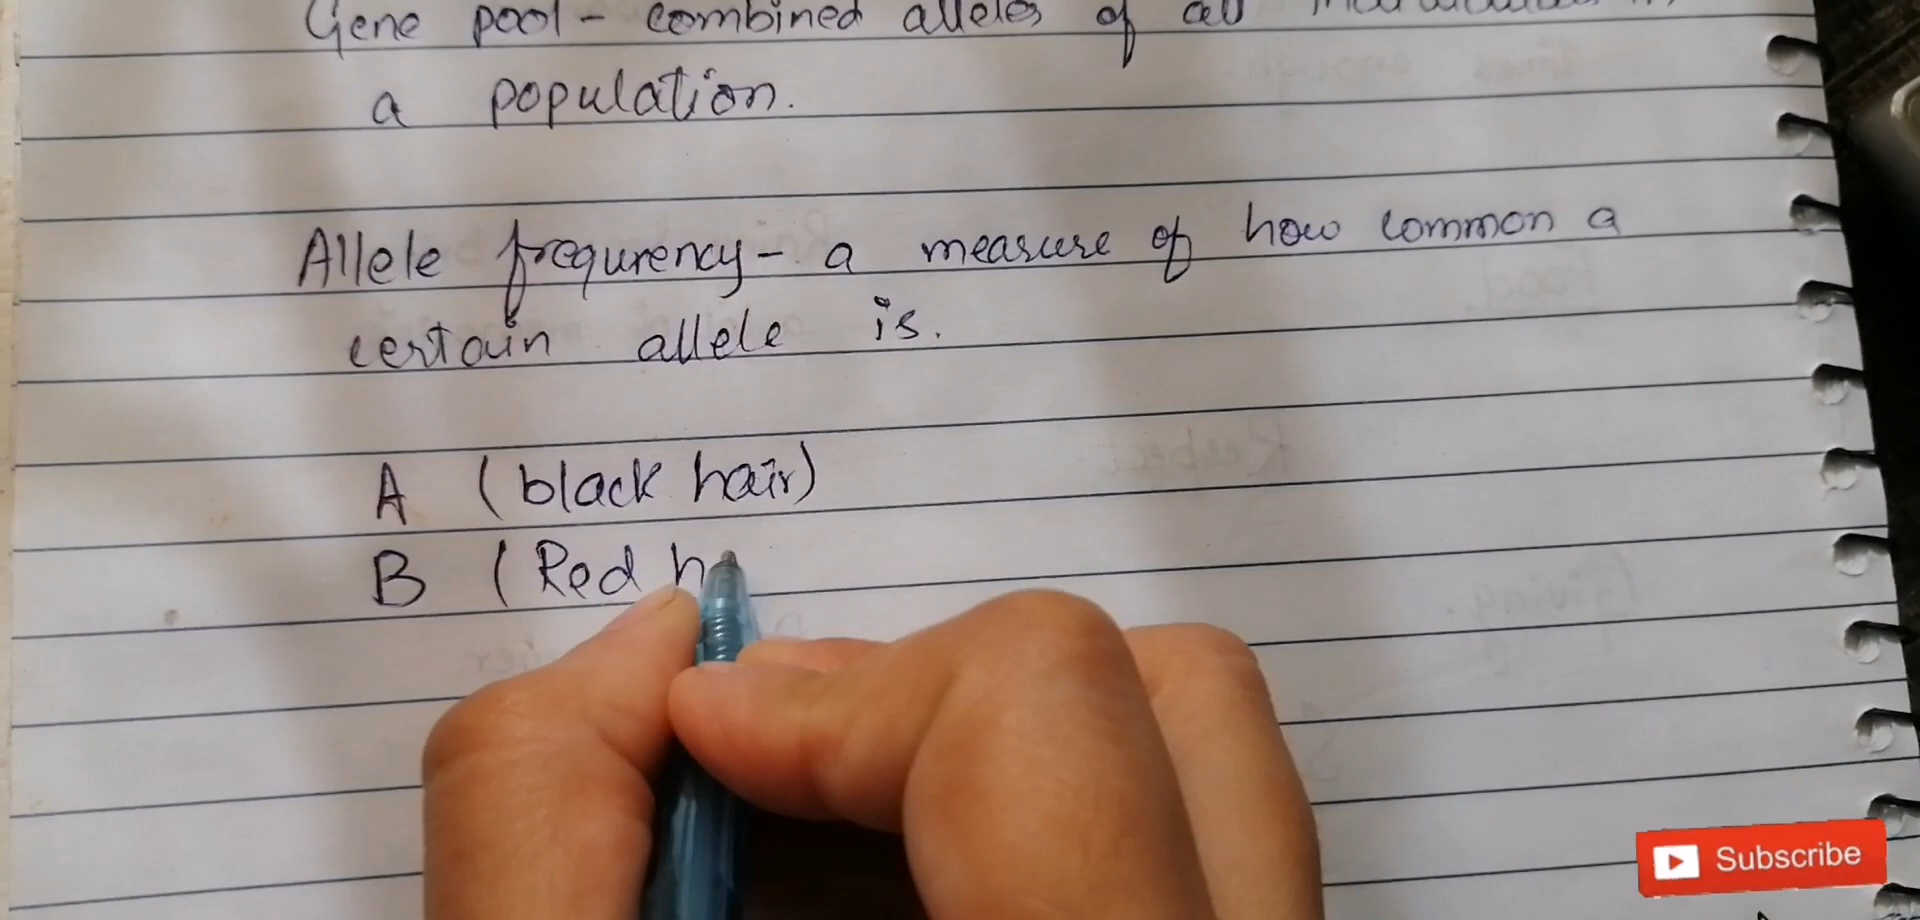 Gene pool - combined alleles of all
a population.
Allele frequrency - a measure of how common a
certain allele is.
A (black hair)
B (Red h
Subscribe